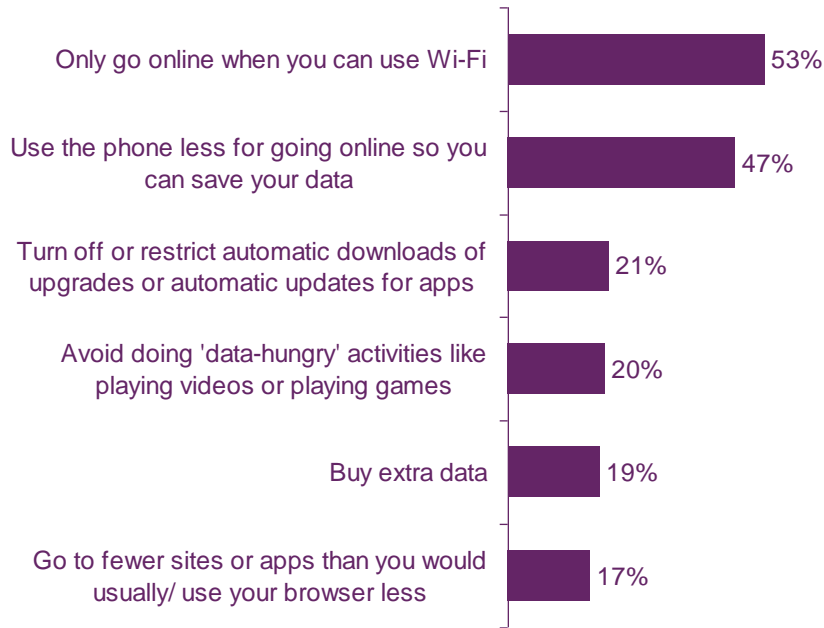 Only go online when you can use Wi-Fi
53%
Use the phone less for going online so you
can save your data
47%
Turn off or restrict automatic downloads of
upgrades or automatic updates for apps
21%
Avoid doing 'data-hungry' activities like
playing videos or playing games
20%
Buy extra data
19%
Go to fewer sites or apps than you would
usually/ use your browser less
17%